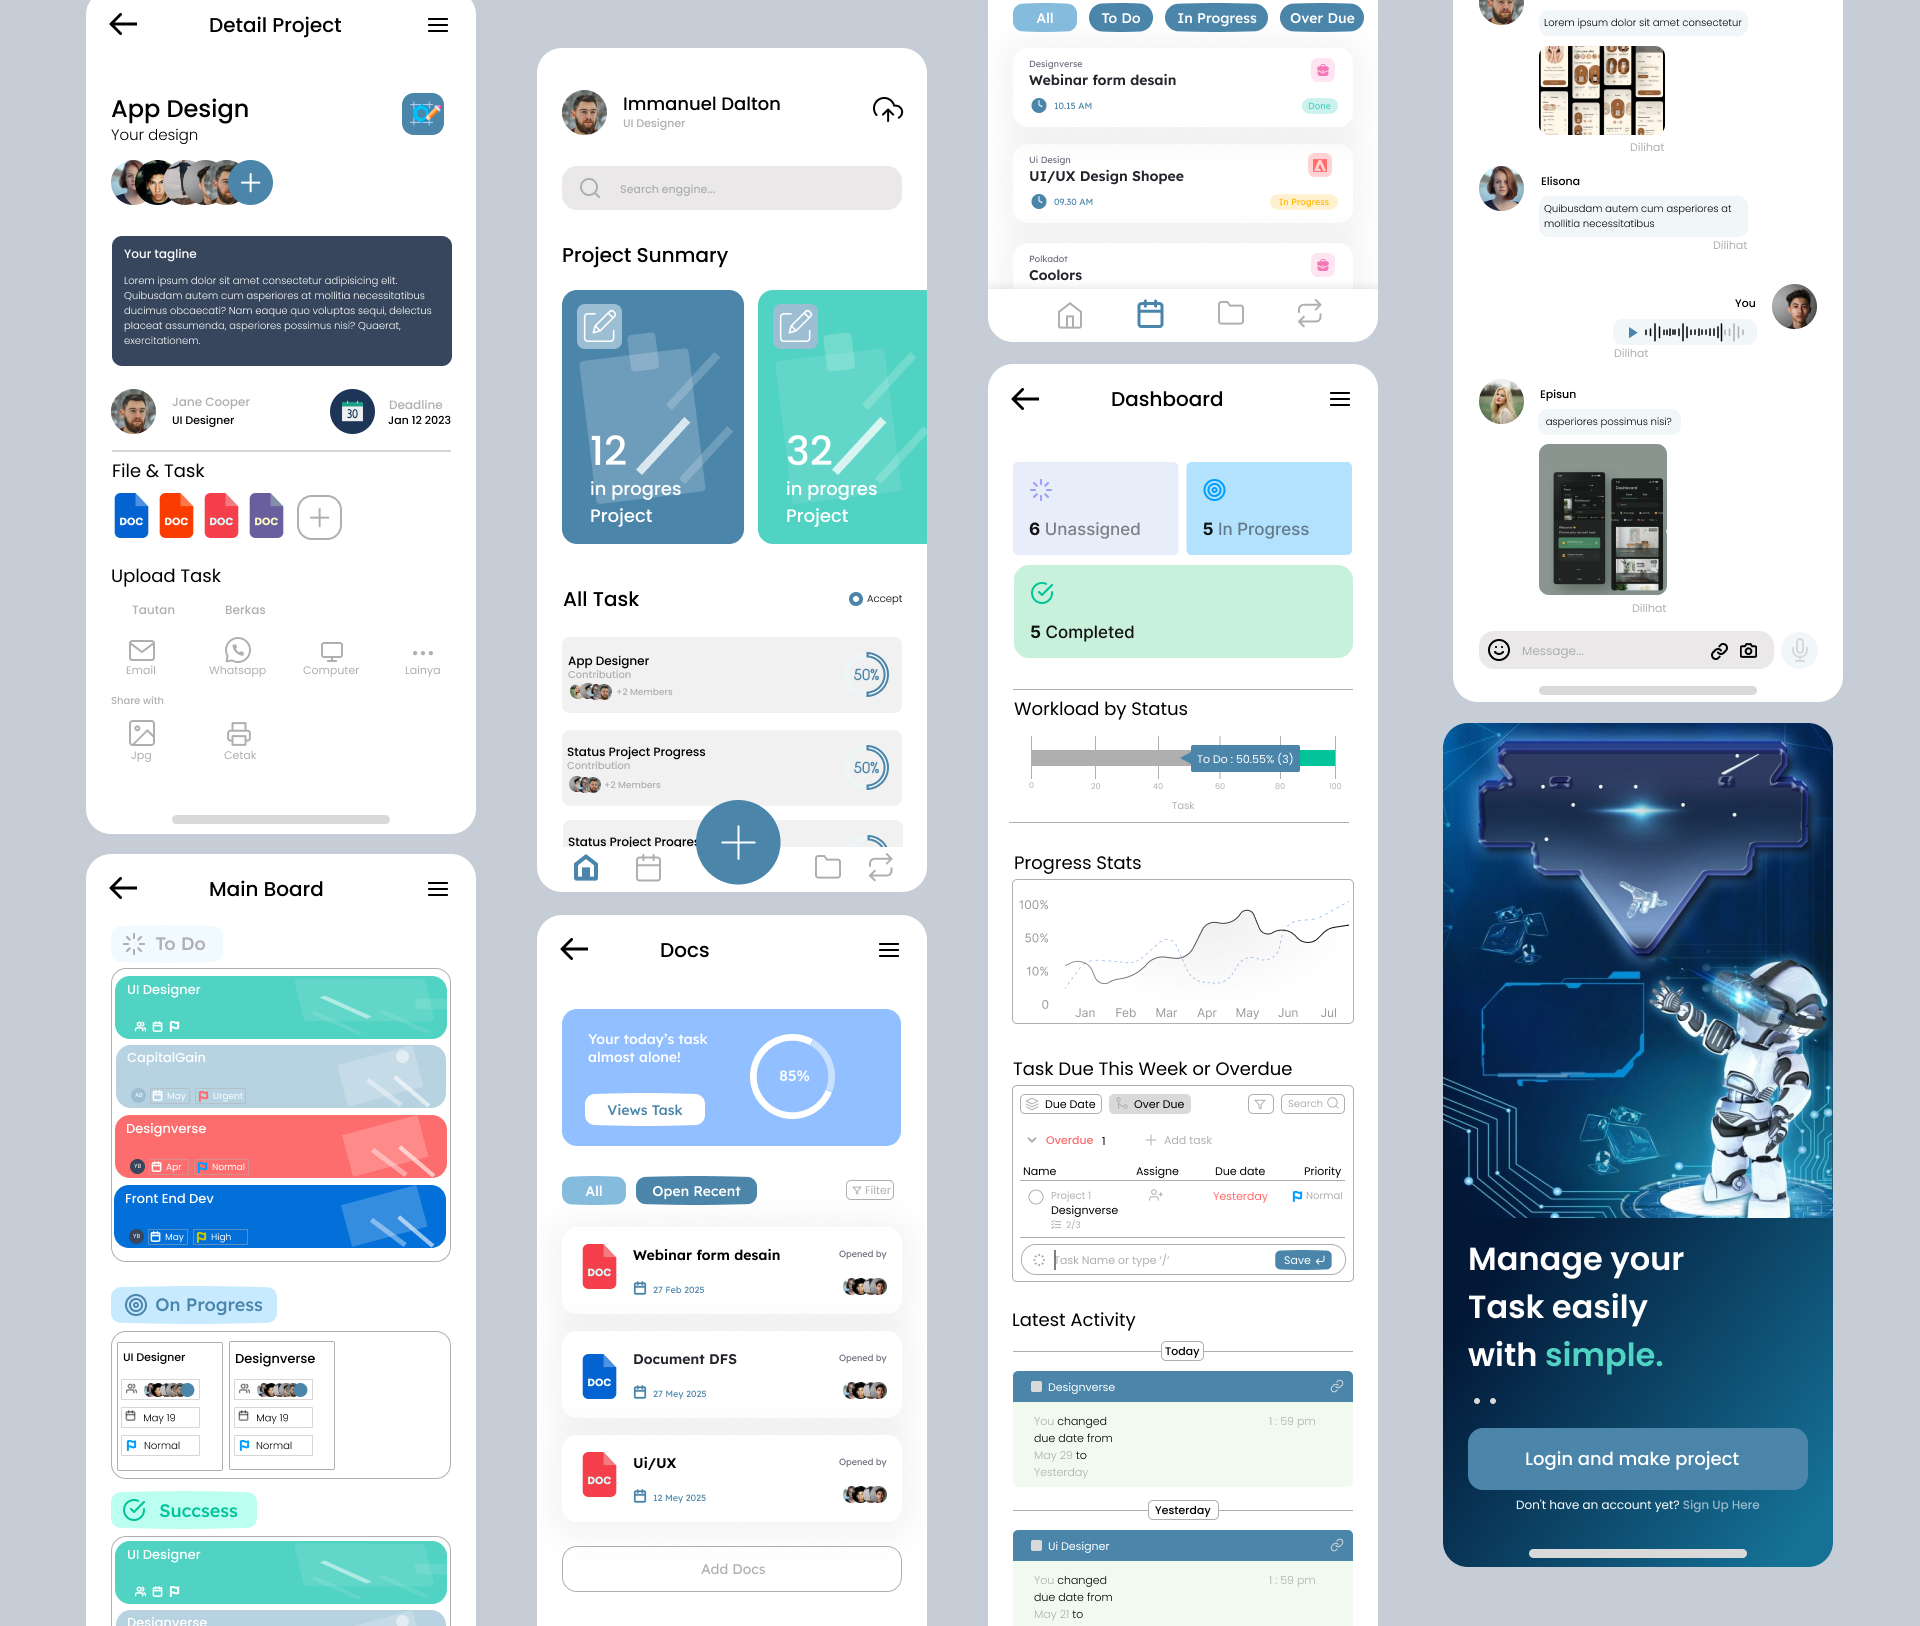 Detail Project
App Design
Your design
Your tagline
Lorem ipsum dolor sit amet consectetur adipisicing elit.
Quibusdam autem cum asperiores at mollitia necessitatibus
ducimus obcaecati? Nam eaque quo voluptas sequi, delectus
placeat assumenda, asperiores possimus nisi? Quaerat,
exercitationem.
Jane Cooper
UI Designer
30
Deadline
Jan 12 2023
File & Task
DOC DOC DOC DOC
Upload Task
Tautan Berkas
Email Whatsapp Computer Lainya
Share with
Jpg Cetak
Main Board
To Do
UI Designer
CapitalGain
AB May Urgent
Designverse
YB Apr Normal
Front End Dev
YB May High
On Progress
UI Designer
May 19
Normal
Designverse
May 19
Normal
Succsess
UI Designer
Designverse
Immanuel Dalton
UI Designer
Search enggine...
Project Sunmary
12
in progres
Project
32
in progres
Project
All Task
Accept
App Designer
Contribution
+2 Members
50%
Status Project Progress
Contribution
+2 Members
50%
Status Project Progres
Docs
Your today's task
almost alone!
Views Task
85%
All Open Recent Filter
DOC
Webinar form desain
27 Feb 2025
Opened by
DOC
Document DFS
27 Mey 2025
Opened by
DOC
Ui/UX
12 Mey 2025
Opened by
Add Docs
All To Do In Progress Over Due
Designverse
Webinar form desain
10.15 AM
Done
Ui Design
UI/UX Design Shopee
09.30 AM
In Progress
Polkadot
Coolors
Dashboard
6 Unassigned
5 In Progress
5 Completed
Workload by Status
To Do : 50.55% (3)
0 20 40 60 80 100
Task
Progress Stats
100%
50%
10%
0
Jan Feb Mar Apr May Jun Jul
Task Due This Week or Overdue
Due Date Over Due Search
Overdue 1 Add task
Name Assigne Due date Priority
Project 1
Designverse
2/3
Yesterday
Normal
Task Name or type '/'
Save
Latest Activity
Today
Designverse
You changed
due date from
May 29 to
Yesterday
1 : 59 pm
Yesterday
Ui Designer
You changed
due date from
May 21 to
1 : 59 pm
Lorem ipsum dolor sit amet consectetur
Dilihat
Elisona
Quibusdam autem cum asperiores at
mollitia necessitatibus
Dilihat
You
Dilihat
Episun
asperiores possimus nisi?
Dashboard
Dilihat
Message...
Manage your
Task easily
with simple.
Login and make project
Don't have an account yet? Sign Up Here